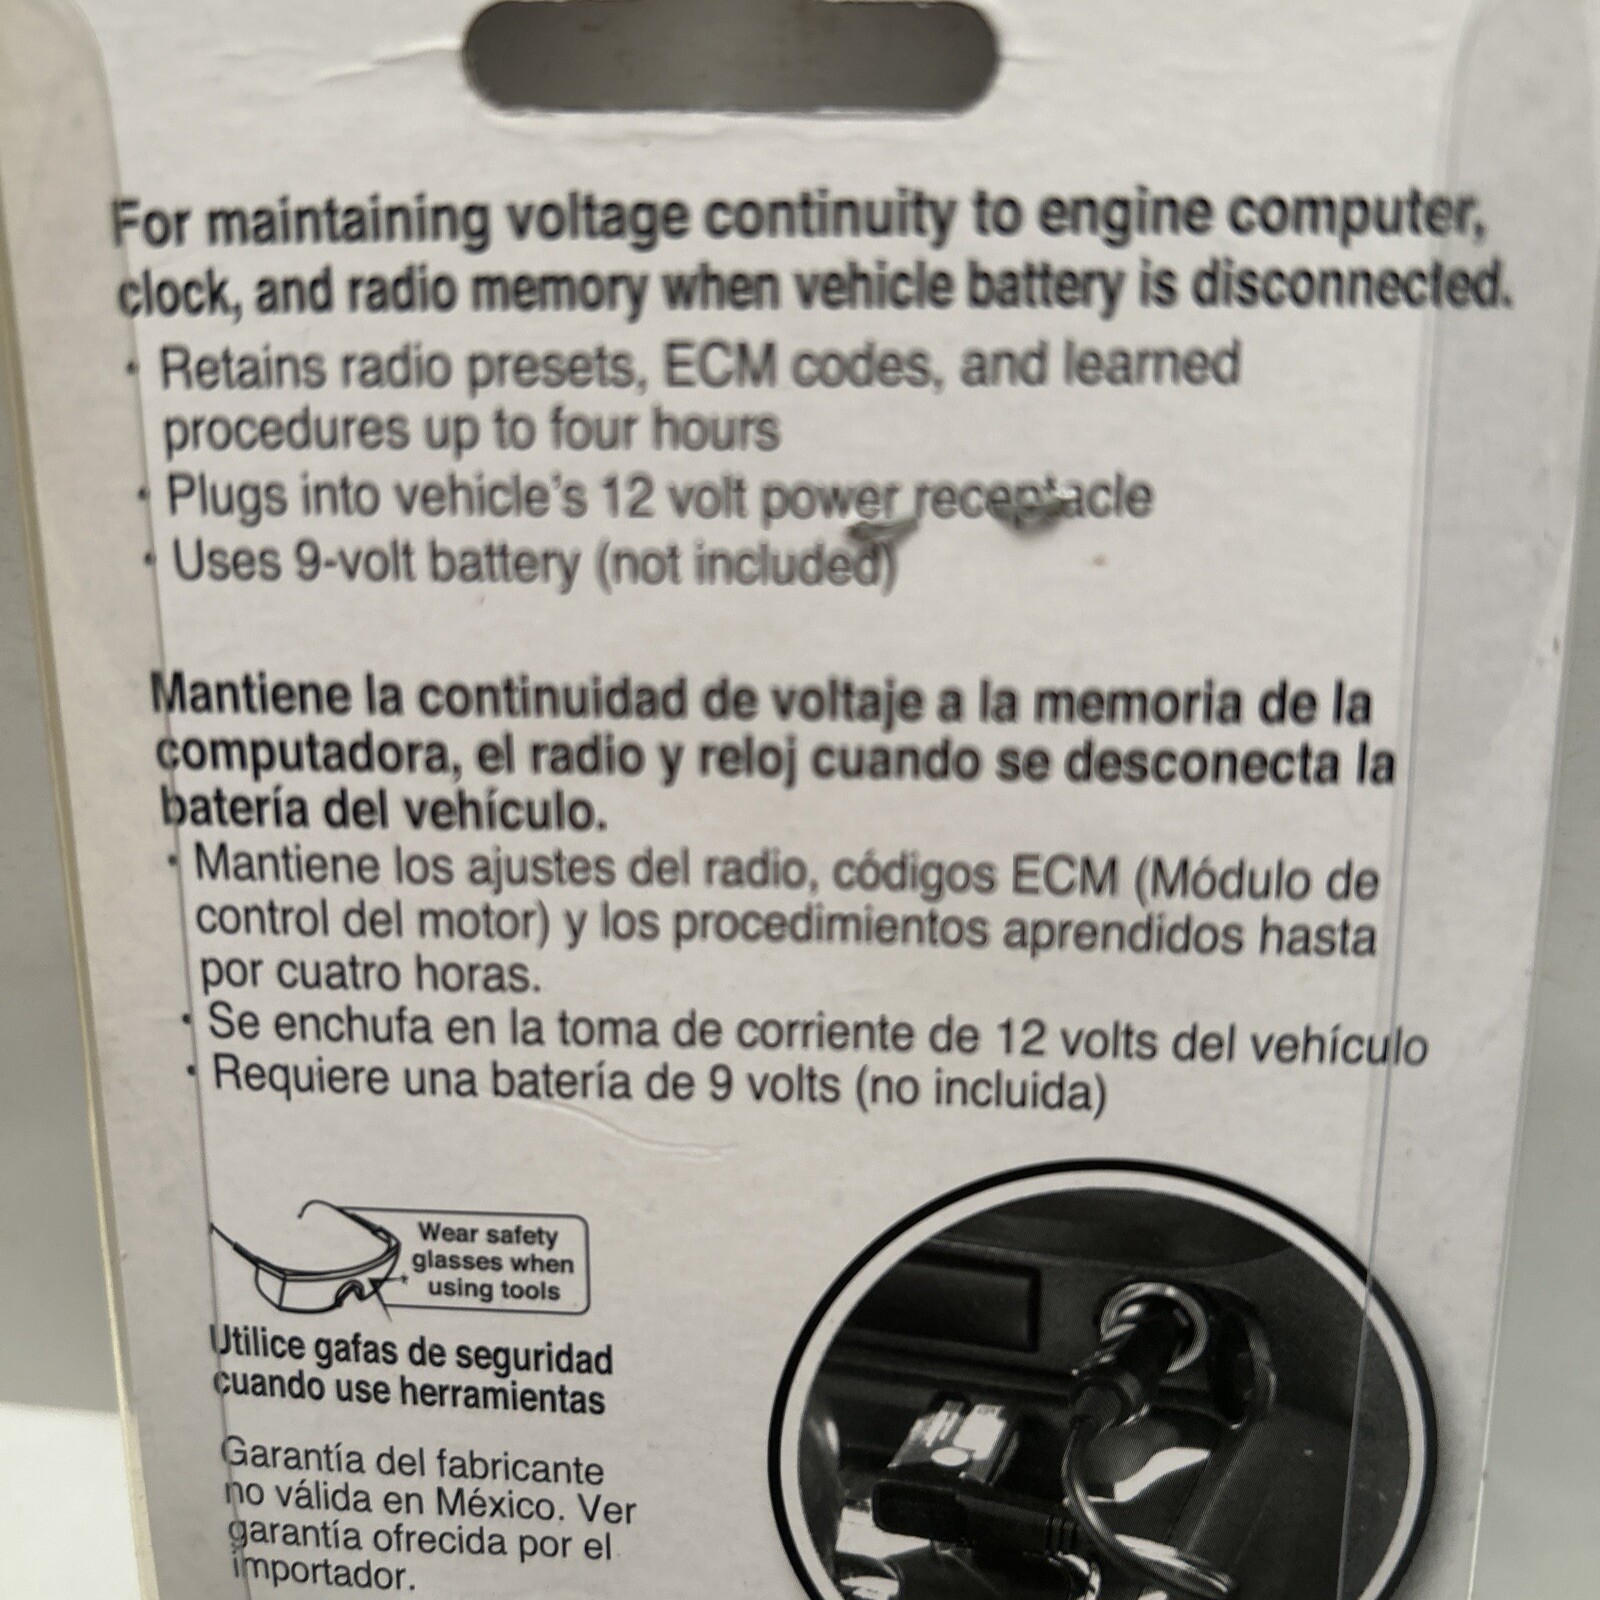 For maintaining voltage continuity to engine computer,
clock, and radio memory when vehicle battery is disconnected.
· Retains radio presets, ECM codes, and learned
procedures up to four hours
· Plugs into vehicle's 12 volt power receptacle
· Uses 9-volt battery (not included)
Mantiene la continuidad de voltaje a la memoria de la
computadora, el radio y reloj cuando se desconecta la
batería del vehículo.
· Mantiene los ajustes del radio, códigos ECM (Módulo de
control del motor) y los procedimientos aprendidos hasta
por cuatro horas.
· Se enchufa en la toma de corriente de 12 volts del vehículo
· Requiere una batería de 9 volts (no incluida)
Wear safety
glasses when
using tools
Utilice gafas de seguridad
cuando use herramientas
Garantía del fabricante
no válida en México. Ver
garantía ofrecida por el
importador.